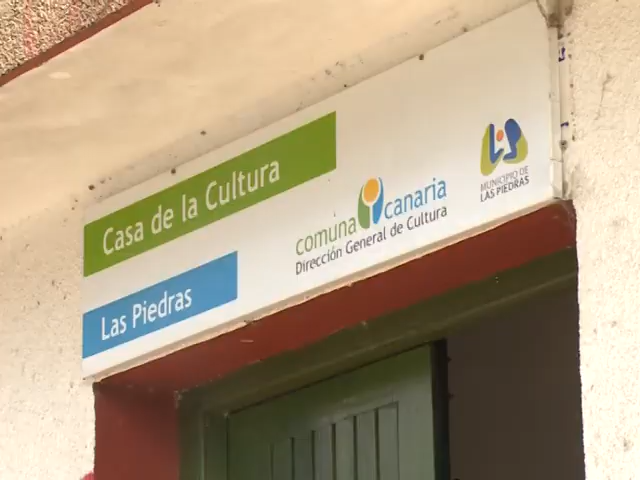 Casa de la Cultura
Las Piedras
comuna canaria
Dirección General de Cultura
MUNICIPIO DE
LAS PIEDRAS